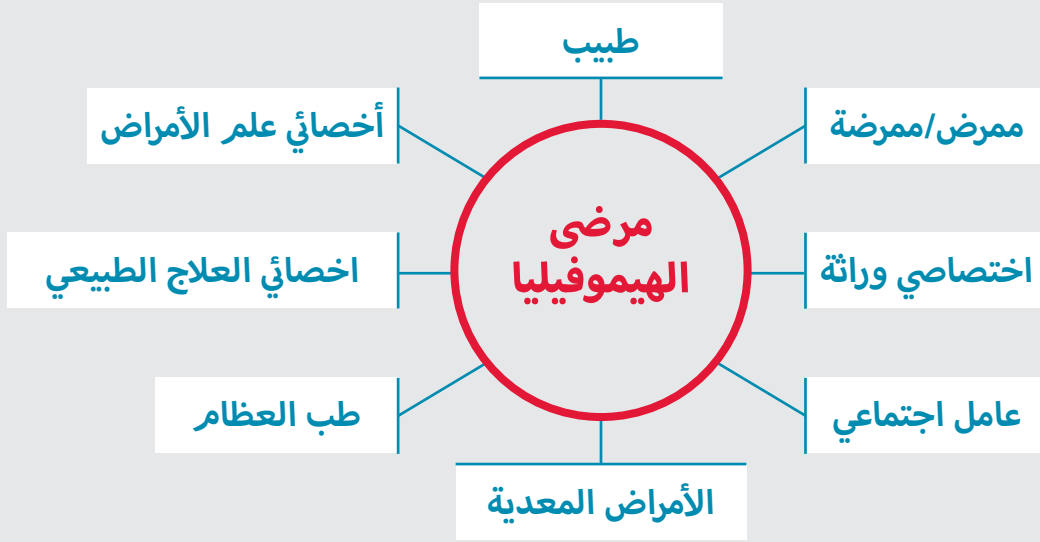 طبيب
ممرض/ممرضة
أخصائي علم الأمراض
مرضى
الهيموفيليا
اختصاصي وراثة
اخصائي العلاج الطبيعي
عامل اجتماعي
طب العظام
الأمراض المعدية